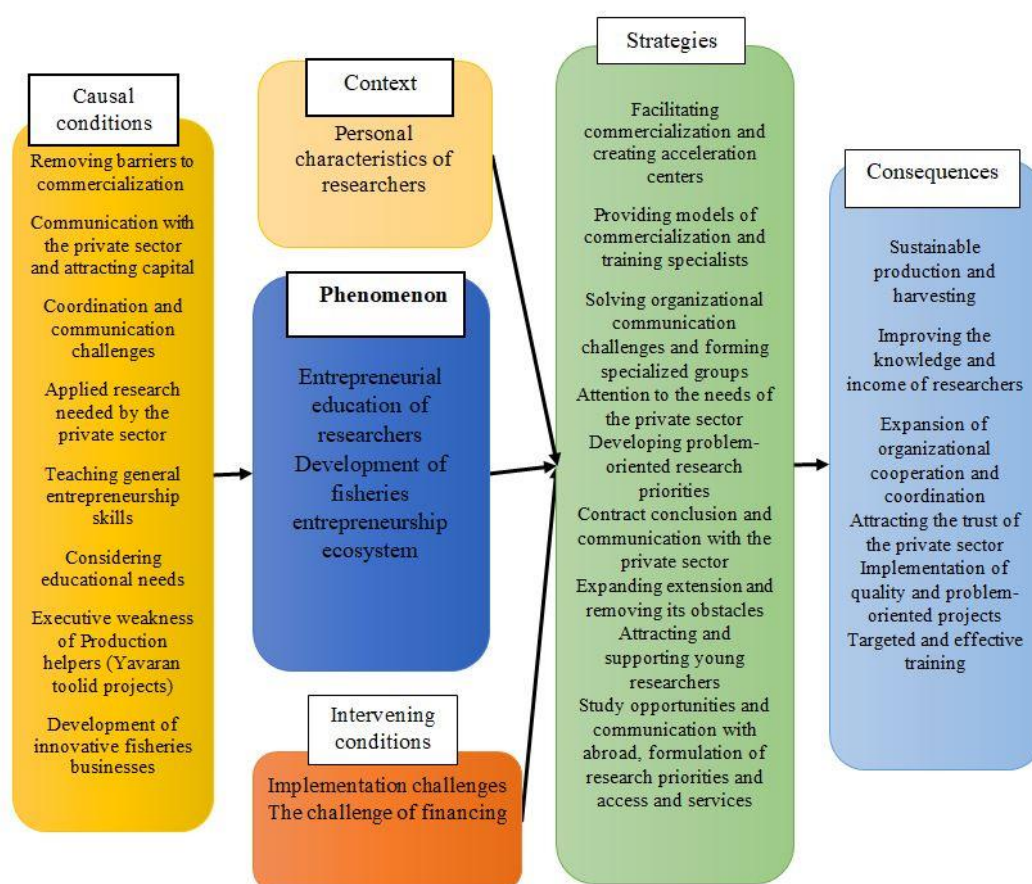 Causal
conditions
Removing barriers to
commercialization
Communication with
the private sector
and attracting capital
Coordination and
communication
challenges
Applied research
needed by the
private sector
Teaching general
entrepreneurship
skills
Considering
educational needs
Executive weakness
of Production
helpers (Yavaran
toolid projects)
Development of
innovative fisheries
businesses
Context
Personal
characteristics of
researchers
Phenomenon
Entrepreneurial
education of
researchers
Development of
fisheries
entrepreneurship
ecosystem
Intervening
conditions
Implementation challenges
The challenge of financing
Strategies
Facilitating
commercialization and
creating acceleration
centers
Providing models of
commercialization and
training specialists
Solving organizational
communication
challenges and forming
specialized groups
Attention to the needs of
the private sector
Developing problem-
oriented research
priorities
Contract conclusion and
communication with the
private sector
Expanding extension and
removing its obstacles
Attracting and
supporting young
researchers
Study opportunities and
communication with
abroad, formulation of
research priorities and
access and services
Consequences
Sustainable
production and
harvesting
Improving the
knowledge and
income of researchers
Expansion of
organizational
cooperation and
coordination
Attracting the trust of
the private sector
Implementation of
quality and problem-
oriented projects
Targeted and effective
training